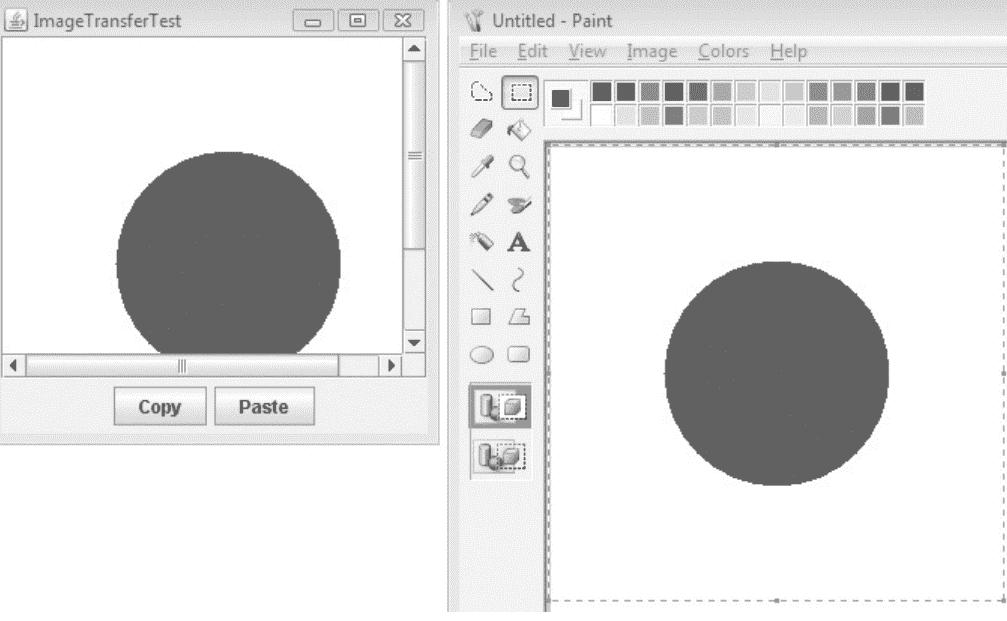 ImageTransferTest
Copy Paste
Untitled - Paint
File Edit View Image Colors Help
A